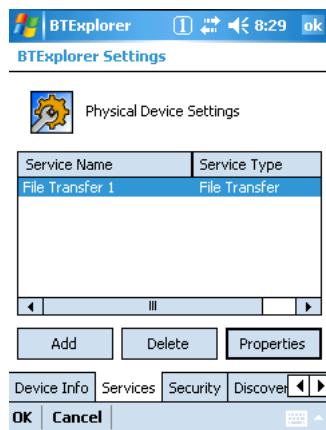 BTExplorer 1 8:29 ok
BTExplorer Settings
Physical Device Settings
Service Name Service Type
File Transfer 1 File Transfer
Add Delete Properties
Device Info Services Security Discover
OK Cancel